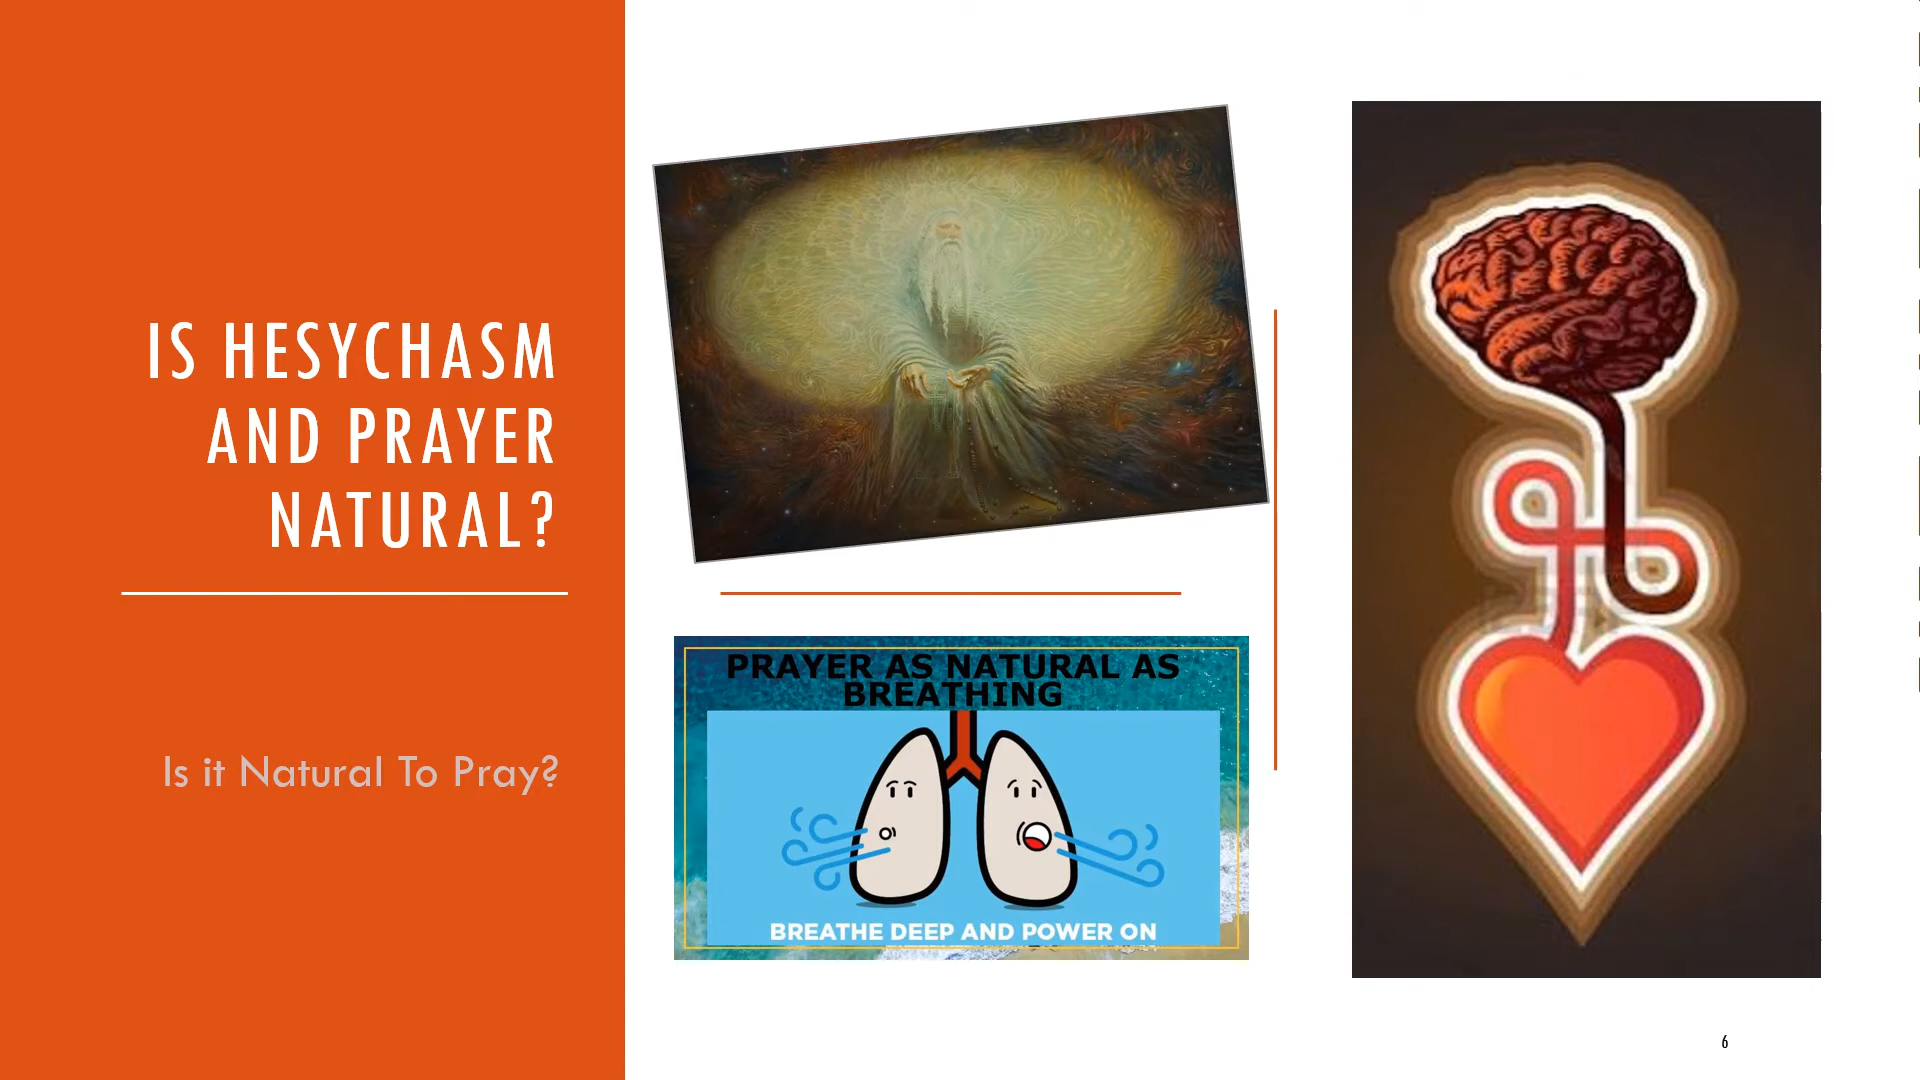 IS HESYCHASM
AND PRAYER
NATURAL?
Is it Natural To Pray?
PRAYER AS NATURAL AS
BREATHING
BREATHE DEEP AND POWER ON
6